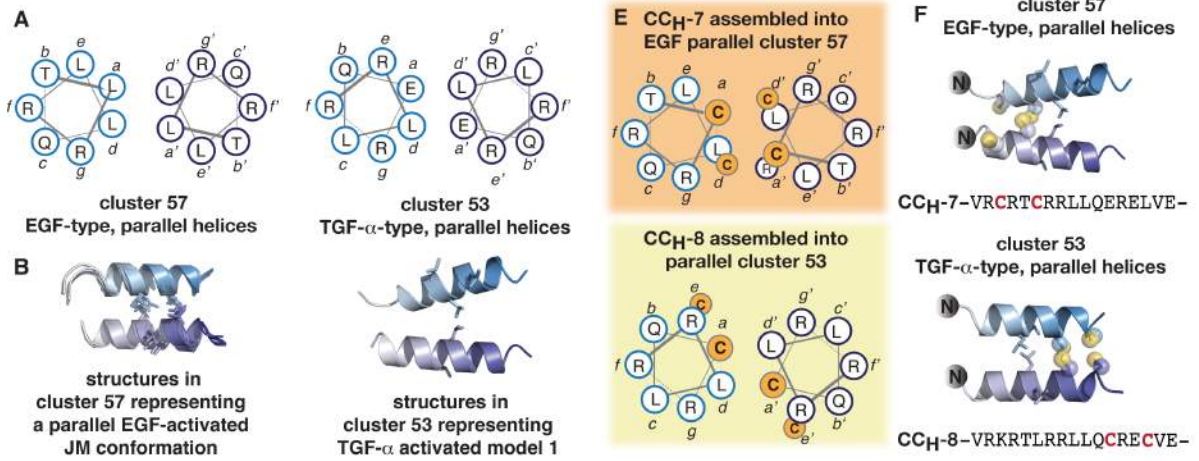 A
b
e
a
T
L
L
f
R
Q
R
L
c
g
d
g'
c'
d'
R
Q
L
R
f'
L
L
T
a'
e'
b'
cluster 57
EGF-type, parallel helices
b
e
a
Q
R
E
f
R
L
R
L
c
g
d
d'
g'
c'
L
R
L
R
f'
E
R
Q
a'
e'
b'
cluster 53
TGF-α-type, parallel helices
B
structures in
cluster 57 representing
a parallel EGF-activated
JM conformation
structures in
cluster 53 representing
TGF-α activated model 1
E
CCH-7 assembled into
EGF parallel cluster 57
b
e
a
T
L
C
f
R
L
C
Q
R
c
g
d
g'
d'
c'
C
R
Q
L
R
f'
C
R
L
T
a'
e'
b'
CCH-8 assembled into
parallel cluster 53
e
C
b
R
a
Q
C
f
R
L
L
R
c
g
d
g'
d'
c'
R
L
L
R
f'
C
R
Q
a'
C
e'
b'
F
cluster 57
EGF-type, parallel helices
N
N
CCH-7–VRCRTCRRLLQERELVE–
cluster 53
TGF-α-type, parallel helices
N
N
CCH-8–VRKRTLRRLLQCRECVE–